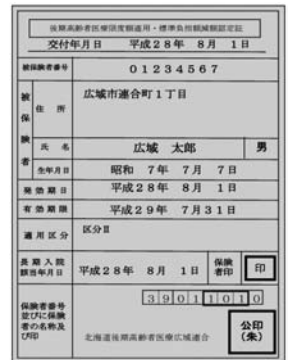 後期高齢者医療限度額適用・標準負担額減額認定証
交付年月日 平成28年 8月 1日
被保険者番号 01234567
被保険者
住所 広域市連合町1丁目
氏名 広域 太郎 男
生年月日 昭和 7年 7月 7日
発効期日 平成28年 8月 1日
有効期限 平成29年 7月31日
適用区分 区分Ⅱ
長期入院該当年月日 平成28年 8月 1日 保険者印 印
保険者番号並びに保険者の名称及び印
39011010
北海道後期高齢者医療広域連合
公印(朱)